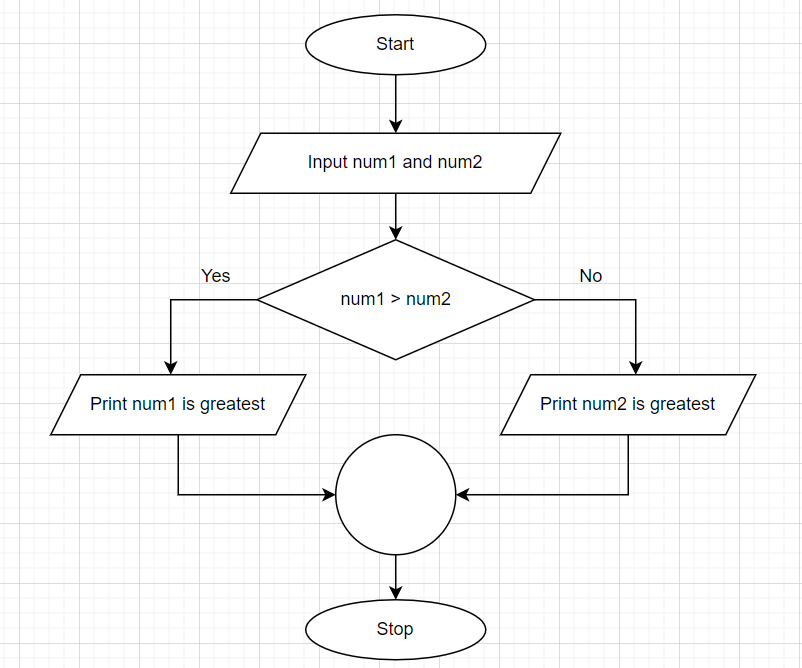 Start
Input num1 and num2
Yes
No
num1 > num2
Print num1 is greatest
Print num2 is greatest
Stop